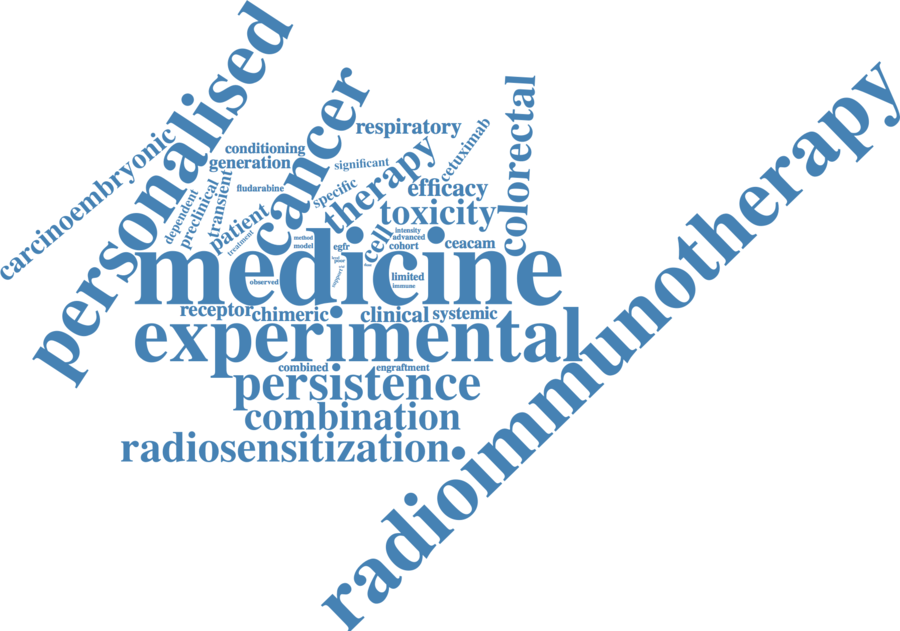 personalised
carcinoembryonic
cancer
respiratory
colorectal
radioimmunotherapy
conditioning
generation
significant
cetuximab
therapy
fludarabine
specific
efficacy
dependent
preclinical
transient
patient
treatment
toxicity
cell
intensity
advanced
method
model
egfr
cohort
ceacam
medicine
observed
support
limited
immune
receptor
chimeric
clinical
systemic
experimental
combined
engraftment
persistence
combination
radiosensitization